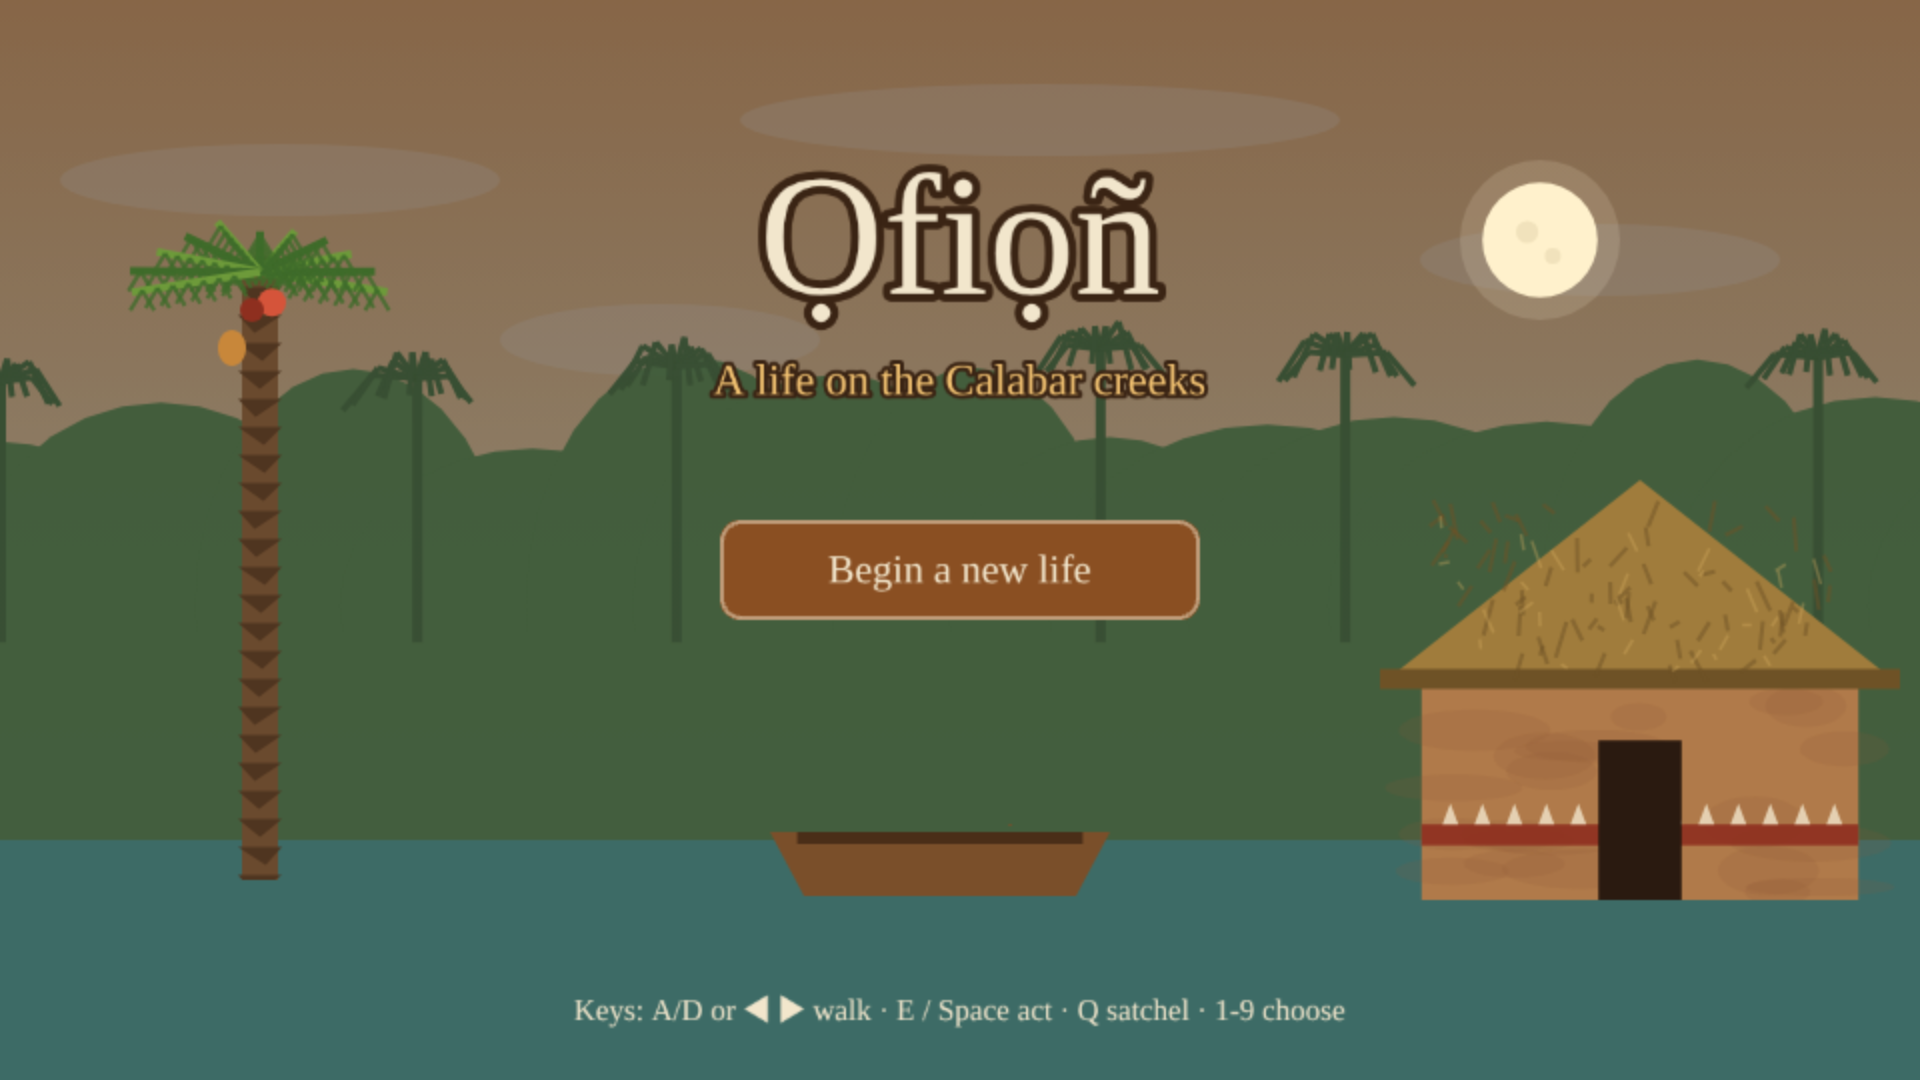 Ọfiọñ
A life on the Calabar creeks
Begin a new life
Keys: A/D or ◀ ▶ walk · E / Space act · Q satchel · 1-9 choose